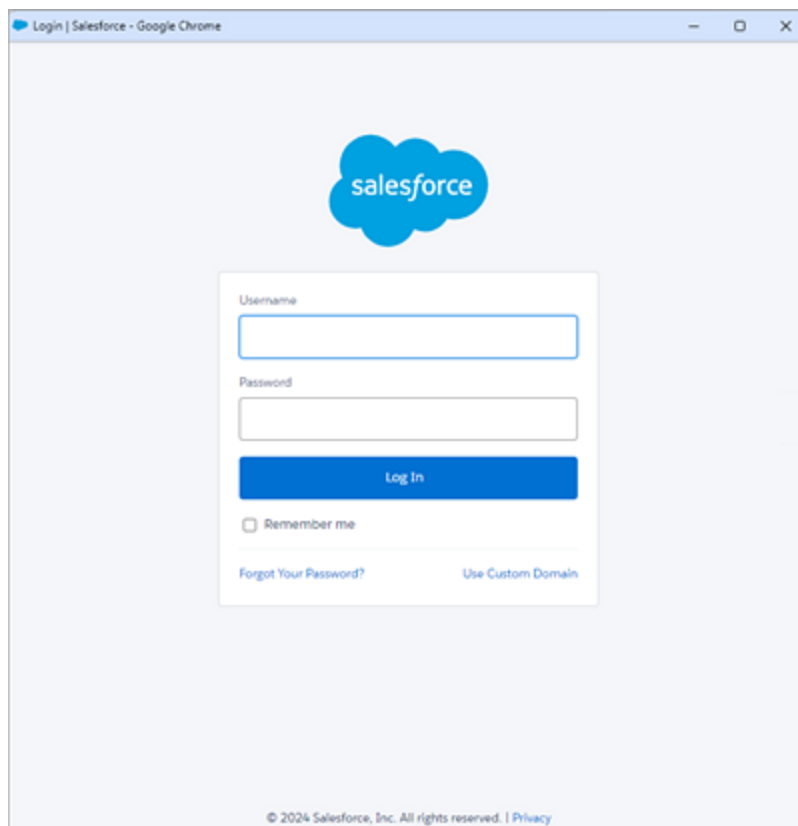 Login | Salesforce - Google Chrome
salesforce
Username
Password
Log In
Remember me
Forgot Your Password? Use Custom Domain
© 2024 Salesforce, Inc. All rights reserved. | Privacy